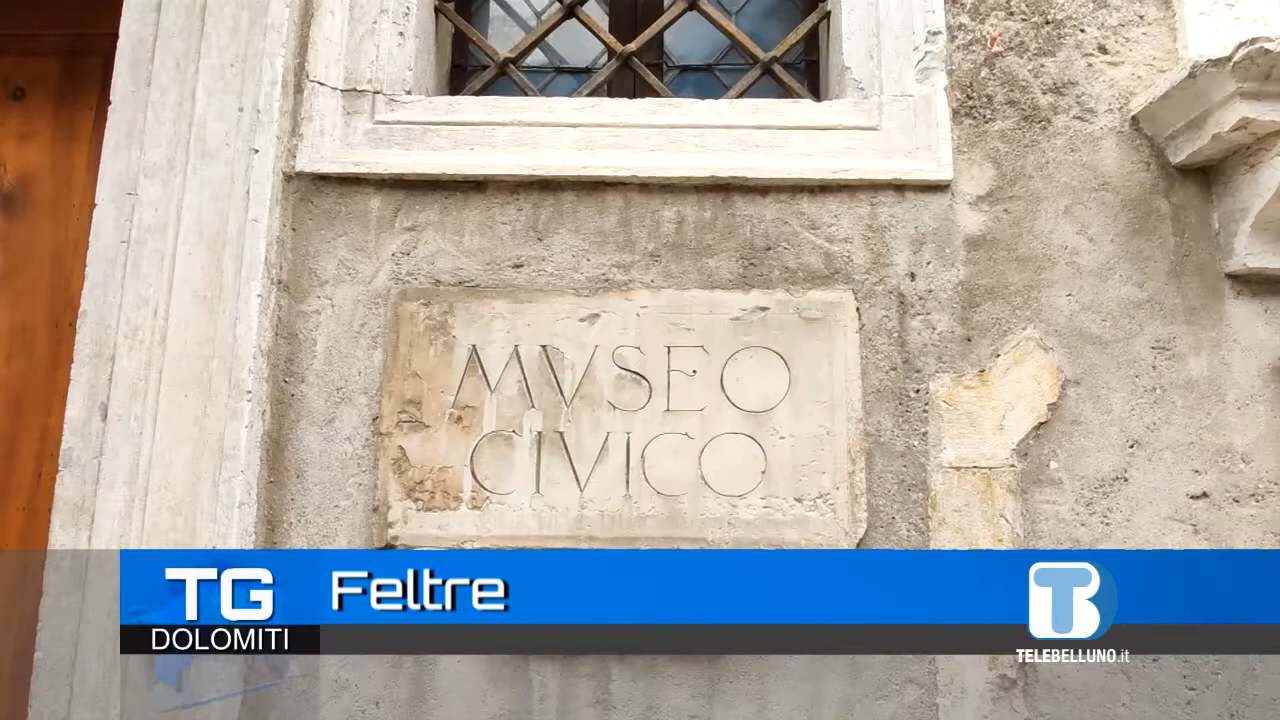 MVSEO
CIVICO
TG Feltre
DOLOMITI
TELEBELLUNO.it